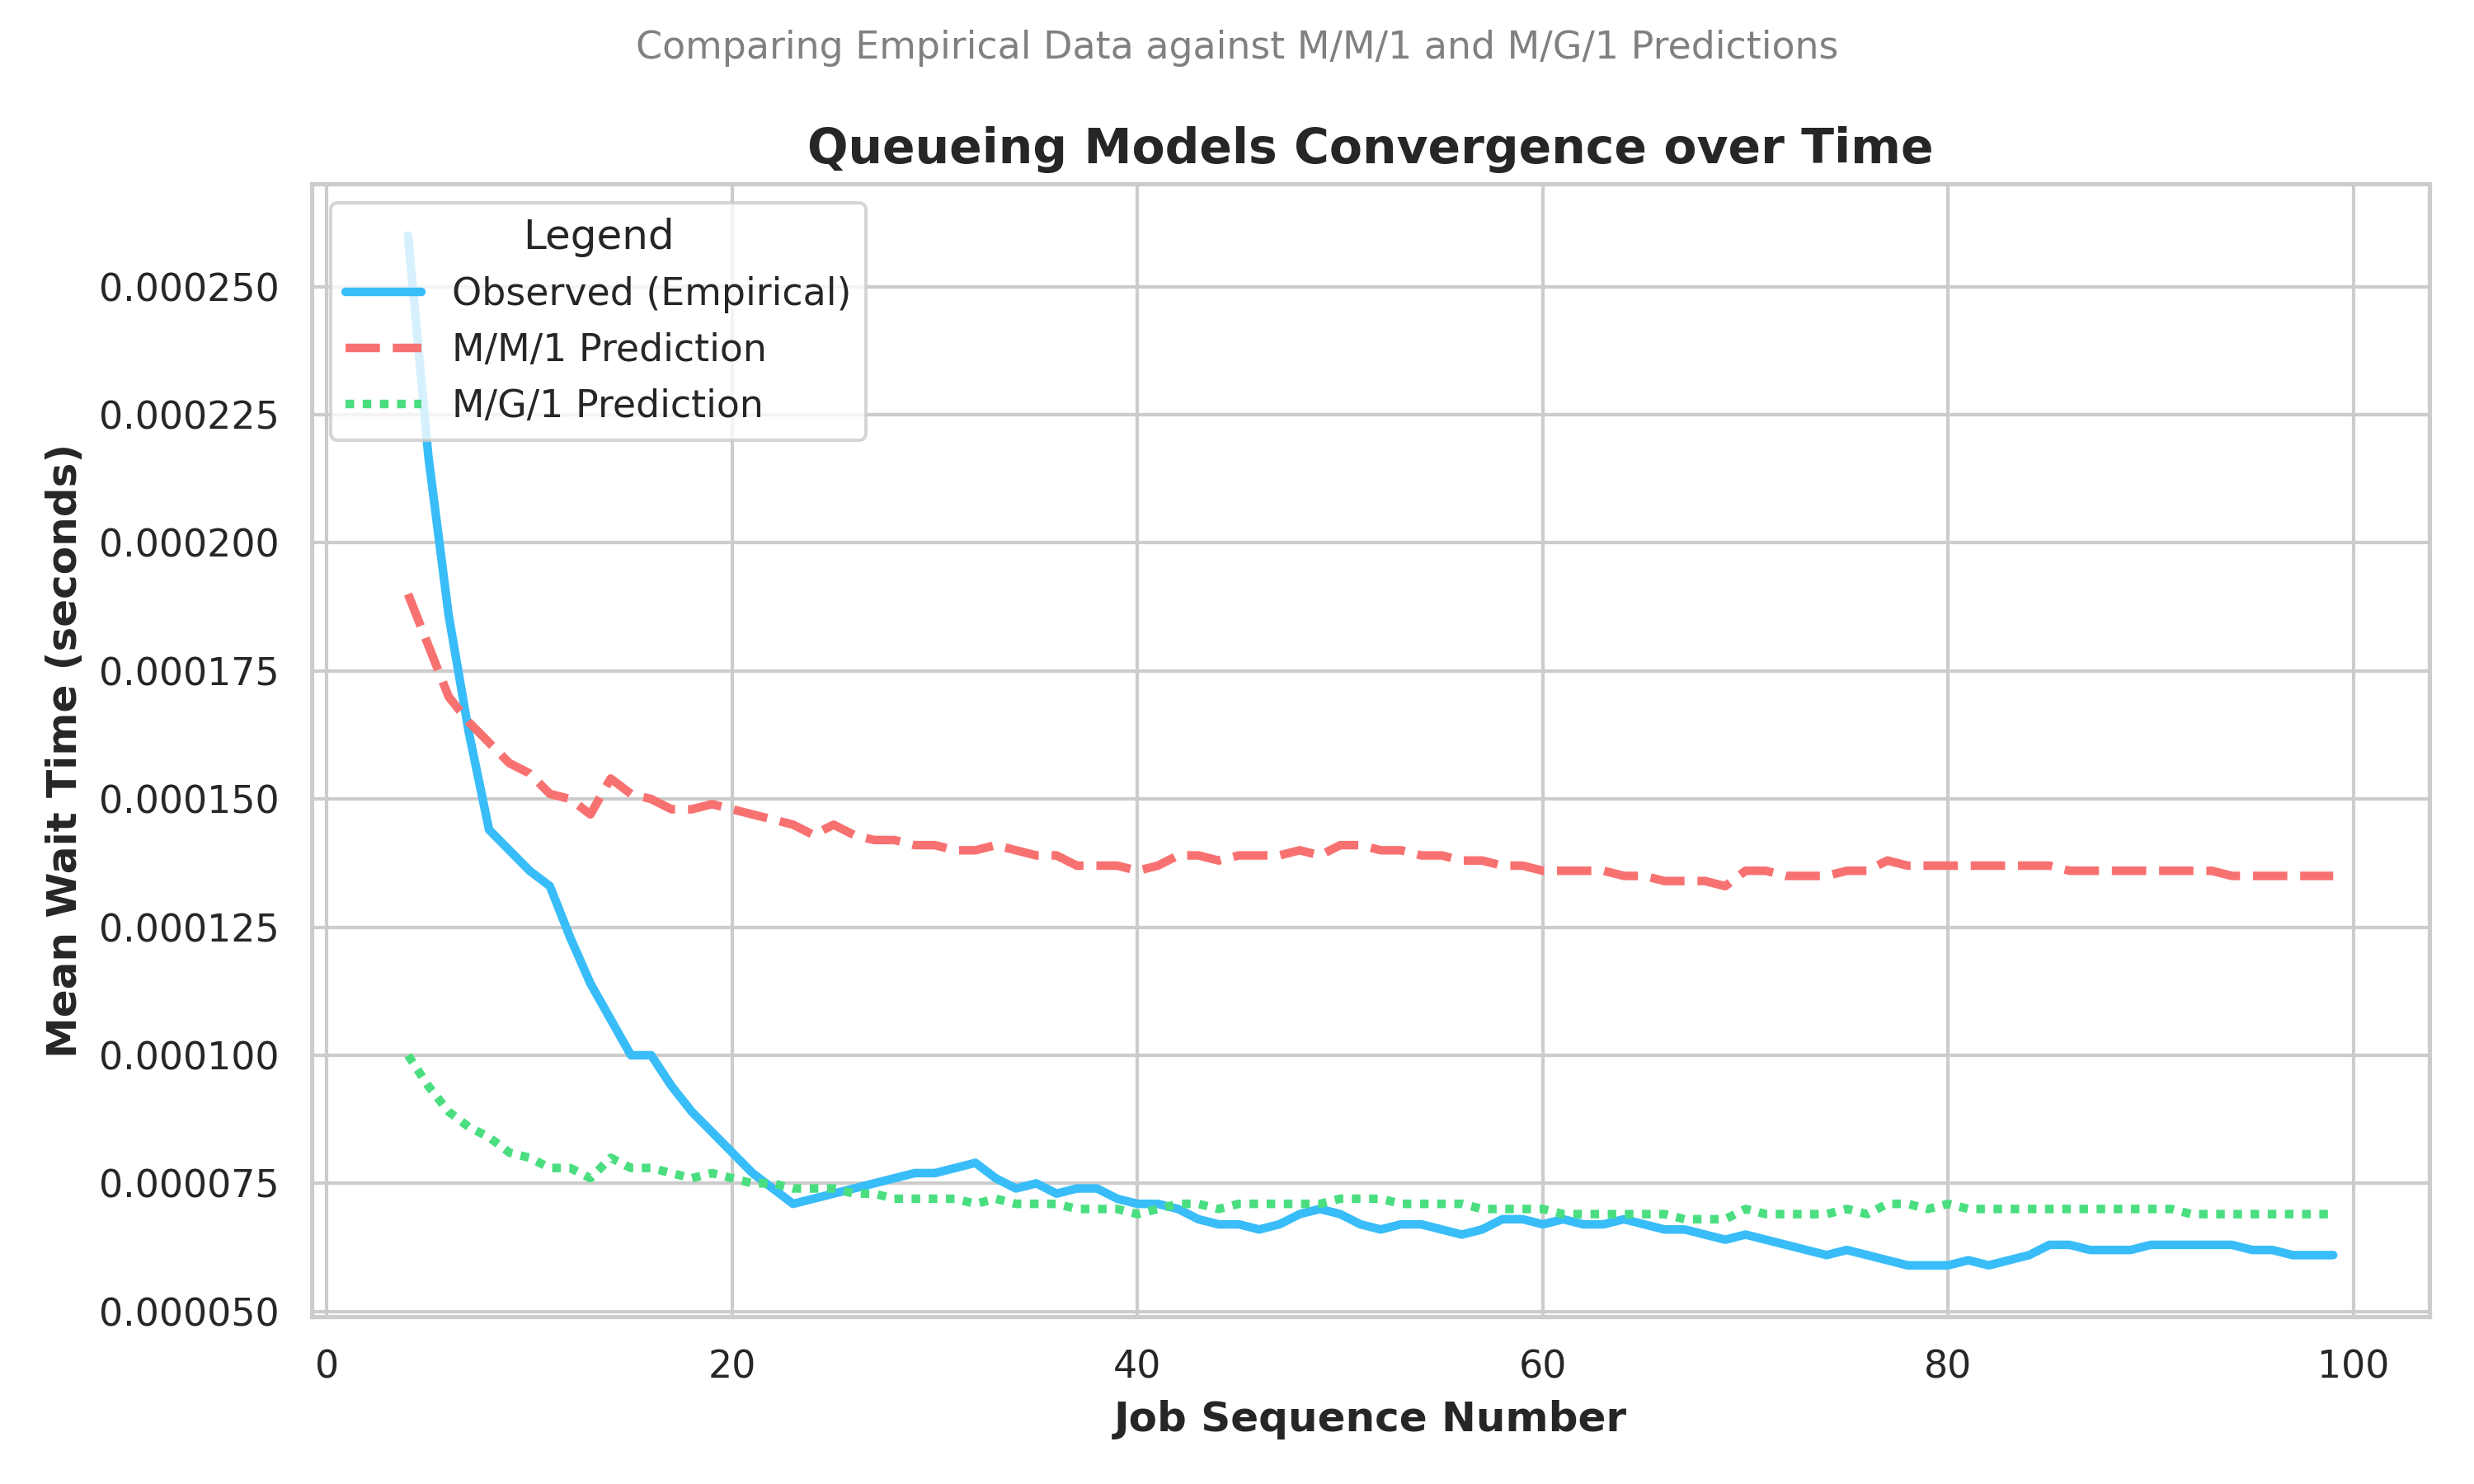 Comparing Empirical Data against M/M/1 and M/G/1 Predictions
Queueing Models Convergence over Time
Legend
Observed (Empirical)
M/M/1 Prediction
M/G/1 Prediction
Mean Wait Time (seconds)
0.000250
0.000225
0.000200
0.000175
0.000150
0.000125
0.000100
0.000075
0.000050
0 20 40 60 80 100
Job Sequence Number